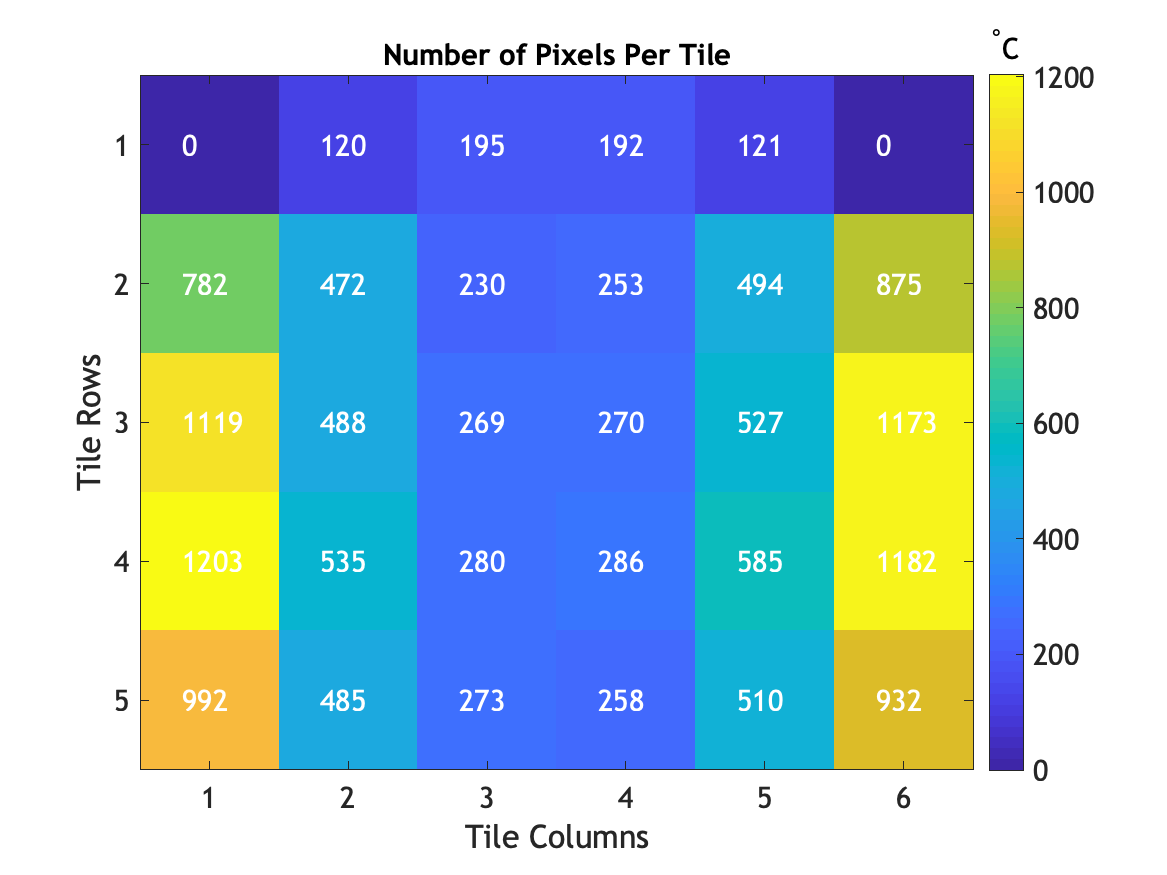 °C
Number of Pixels Per Tile
1200
1 0 120 195 192 121 0
1000
2 782 472 230 253 494 875
800
Tile Rows
3 1119 488 269 270 527 1173
600
4 1203 535 280 286 585 1182
400
200
5 992 485 273 258 510 932
0
1 2 3 4 5 6
Tile Columns